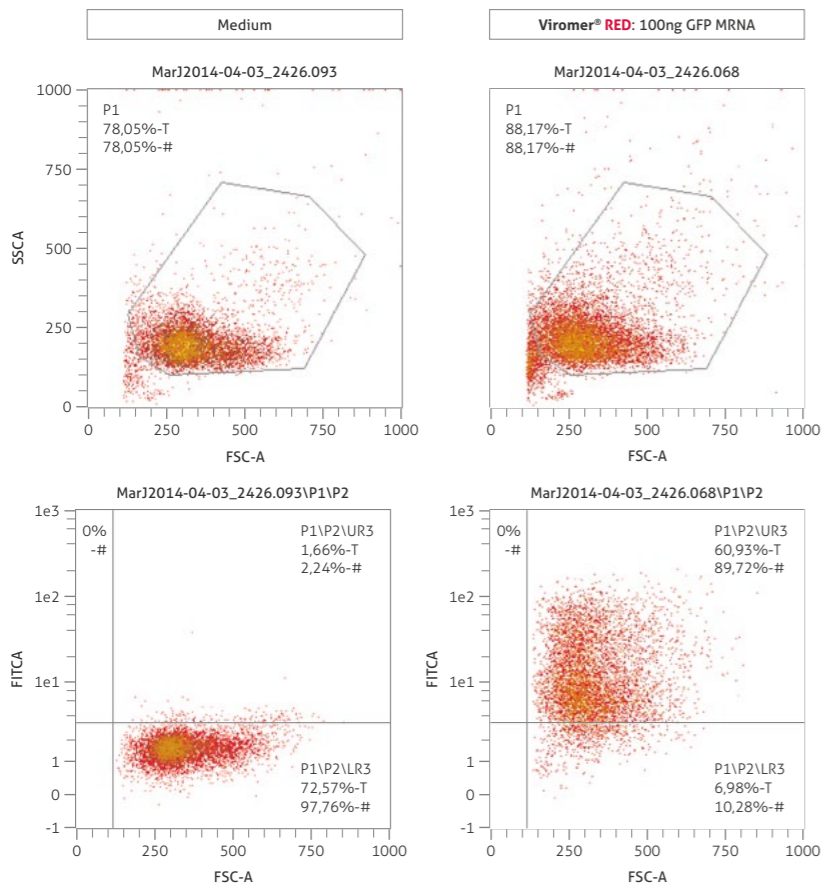 Medium
Viromer® RED: 100ng GFP MRNA
MarJ2014-04-03_2426.093
1000
750
500
250
0
SSCA
P1
78,05%-T
78,05%-#
0
250
500
750
1000
FSC-A
MarJ2014-04-03_2426.068
P1
88,17%-T
88,17%-#
0
250
500
750
1000
FSC-A
MarJ2014-04-03_2426.093\P1\P2
1e3
1e2
1e1
1
0
-1
FITCA
0%
-#
P1\P2\UR3
1,66%-T
2,24%-#
P1\P2\LR3
72,57%-T
97,76%-#
0
250
500
750
1000
FSC-A
MarJ2014-04-03_2426.068\P1\P2
1e3
1e2
1e1
1
0
-1
FITCA
0%
-#
P1\P2\UR3
60,93%-T
89,72%-#
P1\P2\LR3
6,98%-T
10,28%-#
0
250
500
750
1000
FSC-A